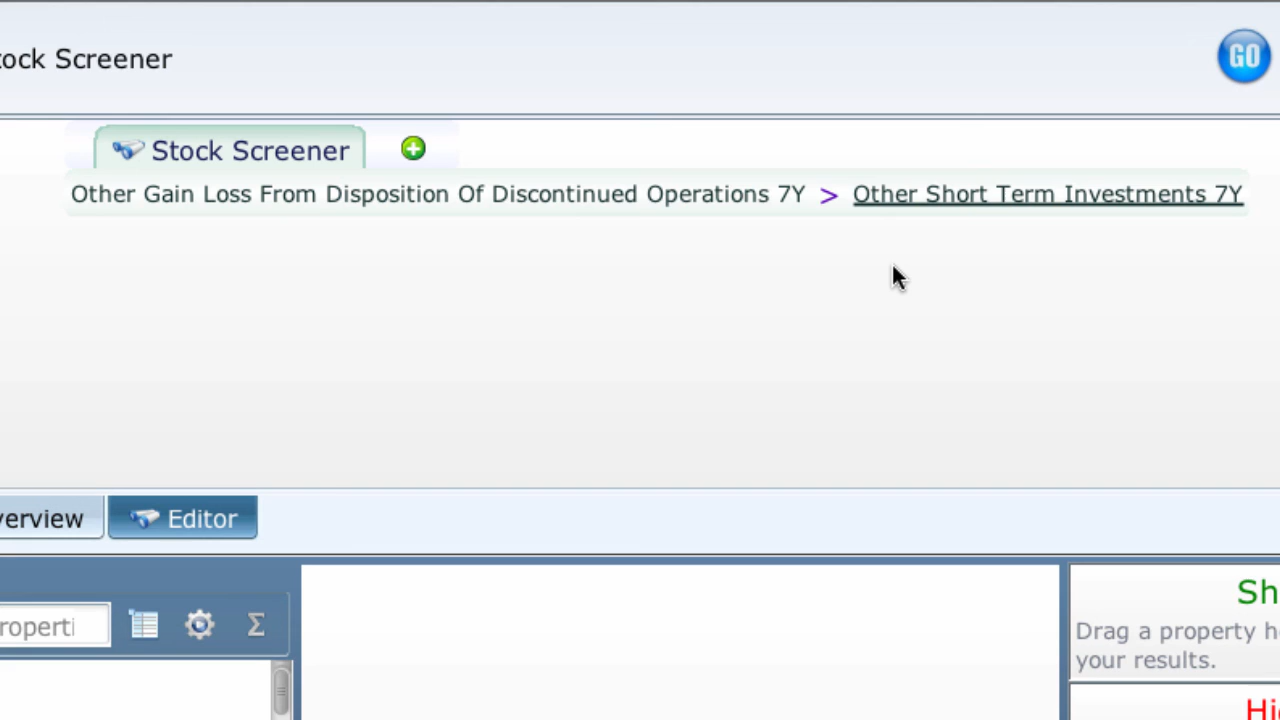 tock Screener
GO
Stock Screener
Other Gain Loss From Disposition Of Discontinued Operations 7Y > Other Short Term Investments 7Y
verview
Editor
roperti
Σ
Sh
Drag a property h
your results.
Hi